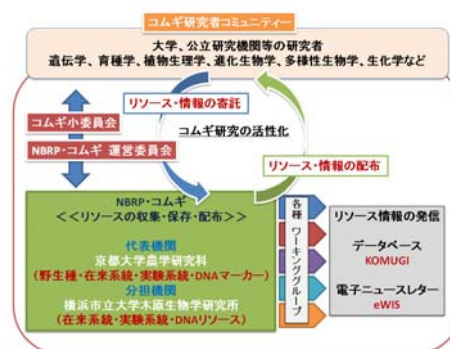 コムギ研究者コミュニティー
大学、公立研究機関等の研究者
遺伝学、育種学、植物生理学、進化生物学、多様性生物学、生化学など
リソース・情報の寄託
コムギ小委員会
コムギ研究の活性化
NBRP・コムギ 運営委員会
リソース・情報の配布
NBRP・コムギ
<<リソースの収集・保存・配布>>
代表機関
京都大学農学研究科
(野生種・在来系統・実験系統・DNAマーカー)
分担機関
横浜市立大学木原生物学研究所
(在来系統・実験系統・DNAリソース)
各種ワーキンググループ
リソース情報の発信
データベース
KOMUGI
電子ニュースレター
eWIS